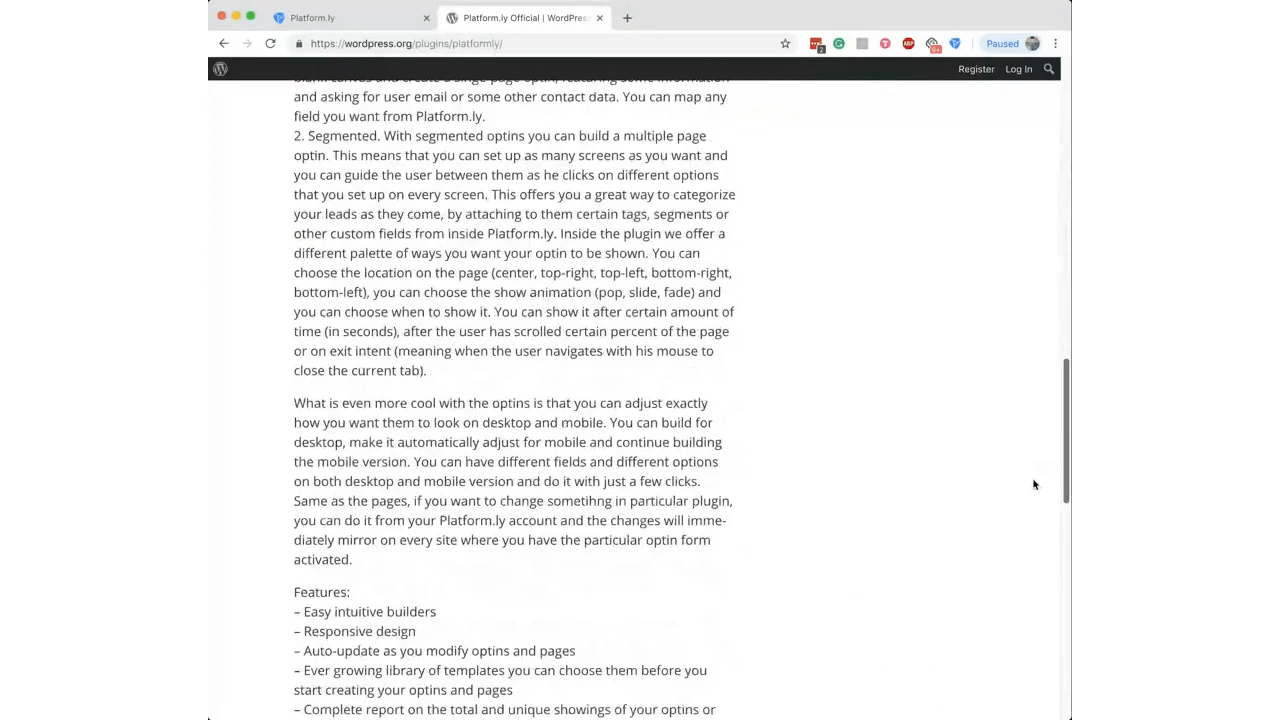 Platform.ly
Platform.ly Official | WordPress
https://wordpress.org/plugins/platformly/
Paused
Register Log In
blank canvas and create a singe page optin, featuring some information
and asking for user email or some other contact data. You can map any
field you want from Platform.ly.
2. Segmented. With segmented optins you can build a multiple page
optin. This means that you can set up as many screens as you want and
you can guide the user between them as he clicks on different options
that you set up on every screen. This offers you a great way to categorize
your leads as they come, by attaching to them certain tags, segments or
other custom fields from inside Platform.ly. Inside the plugin we offer a
different palette of ways you want your optin to be shown. You can
choose the location on the page (center, top-right, top-left, bottom-right,
bottom-left), you can choose the show animation (pop, slide, fade) and
you can choose when to show it. You can show it after certain amount of
time (in seconds), after the user has scrolled certain percent of the page
or on exit intent (meaning when the user navigates with his mouse to
close the current tab).
What is even more cool with the optins is that you can adjust exactly
how you want them to look on desktop and mobile. You can build for
desktop, make it automatically adjust for mobile and continue building
the mobile version. You can have different fields and different options
on both desktop and mobile version and do it with just a few clicks.
Same as the pages, if you want to change sometihng in particular plugin,
you can do it from your Platform.ly account and the changes will imme-
diately mirror on every site where you have the particular optin form
activated.
Features:
– Easy intuitive builders
– Responsive design
– Auto-update as you modify optins and pages
– Ever growing library of templates you can choose them before you
start creating your optins and pages
– Complete report on the total and unique showings of your optins or